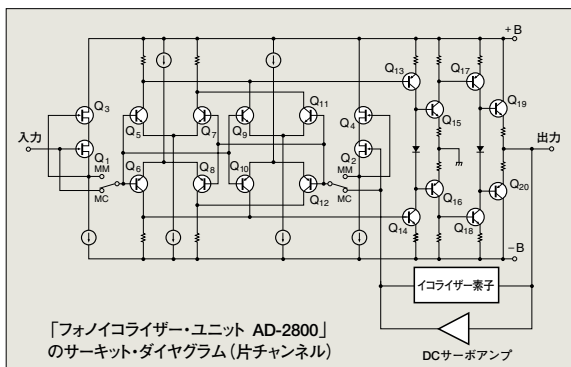 +B
Q3
Q5
Q7
Q9
Q11
Q4
Q13
Q17
Q15
Q19
入力
出力
Q1
MM
MC
Q6
Q8
Q10
Q12
Q2
MM
MC
Q16
Q20
Q14
Q18
−B
イコライザー素子
「フォノイコライザー・ユニット AD-2800」
のサーキット・ダイヤグラム（片チャンネル）
DCサーボアンプ